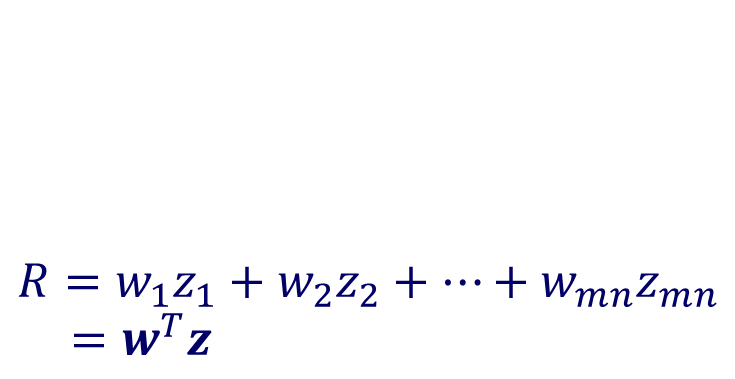 R = w₁z₁ + w₂z₂ + ⋯ + wₘₙzₘₙ
= wᵀz